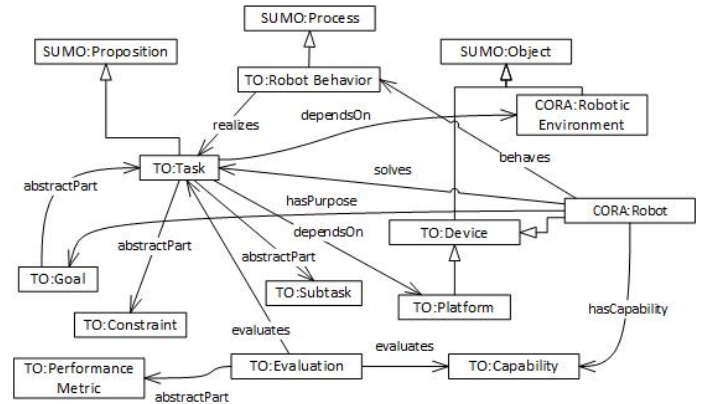 SUMO:Process
SUMO:Proposition
SUMO:Object
TO:Robot Behavior
CORA:Robotic
Environment
dependsOn
realizes
behaves
TO:Task
solves
abstractPart
hasPurpose
CORA:Robot
dependsOn
TO:Device
abstractPart
abstractPart
TO:Goal
TO:Subtask
TO:Platform
hasCapability
TO:Constraint
evaluates
evaluates
TO:Performance
Metric
TO:Evaluation
TO:Capability
abstractPart